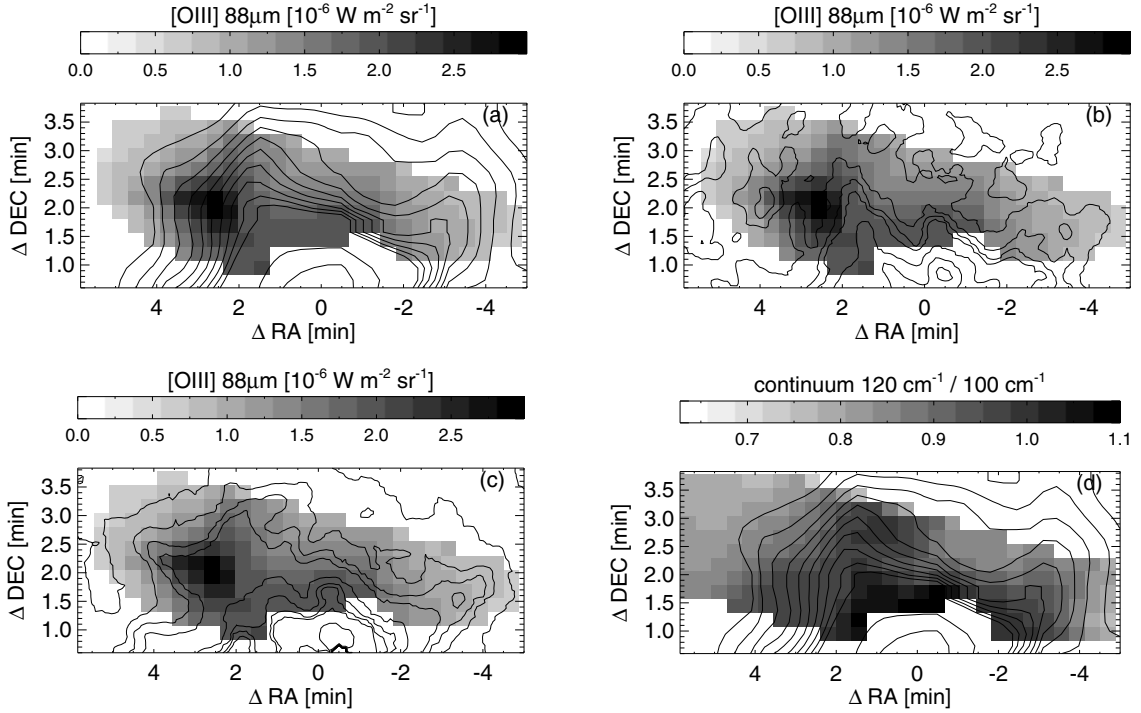 [OIII] 88μm [10⁻⁶ W m⁻² sr⁻¹]
0.0 0.5 1.0 1.5 2.0 2.5
(a)
3.5
3.0
2.5
2.0
1.5
1.0
Δ DEC [min]
4 2 0 -2 -4
Δ RA [min]
[OIII] 88μm [10⁻⁶ W m⁻² sr⁻¹]
0.0 0.5 1.0 1.5 2.0 2.5
(b)
3.5
3.0
2.5
2.0
1.5
1.0
Δ DEC [min]
4 2 0 -2 -4
Δ RA [min]
[OIII] 88μm [10⁻⁶ W m⁻² sr⁻¹]
0.0 0.5 1.0 1.5 2.0 2.5
(c)
3.5
3.0
2.5
2.0
1.5
1.0
Δ DEC [min]
4 2 0 -2 -4
Δ RA [min]
continuum 120 cm⁻¹ / 100 cm⁻¹
0.7 0.8 0.9 1.0 1.1
(d)
3.5
3.0
2.5
2.0
1.5
1.0
Δ DEC [min]
4 2 0 -2 -4
Δ RA [min]